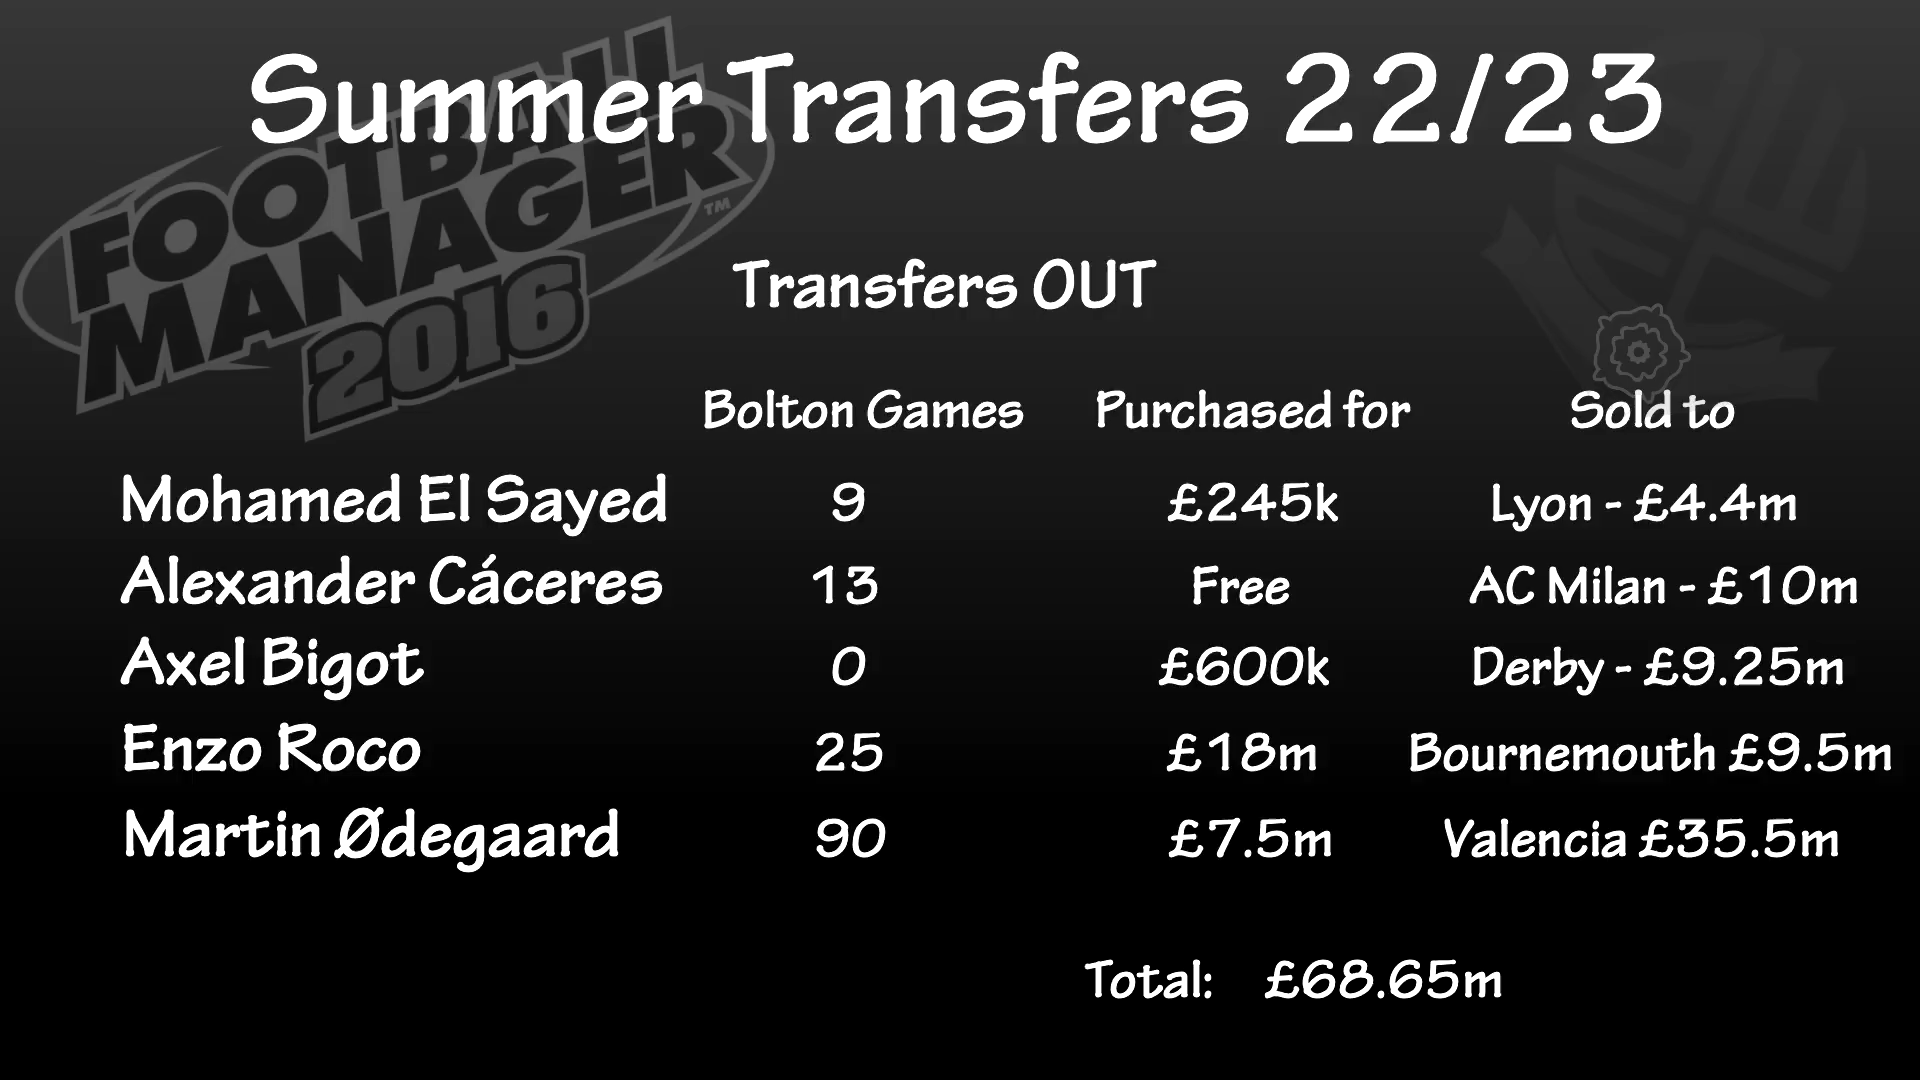 Summer Transfers 22/23
FOOTBALL
MANAGER
TM
2016
Transfers OUT
Bolton Games Purchased for Sold to
Mohamed El Sayed 9 £245k Lyon - £4.4m
Alexander Cáceres 13 Free AC Milan - £10m
Axel Bigot 0 £600k Derby - £9.25m
Enzo Roco 25 £18m Bournemouth £9.5m
Martin Ødegaard 90 £7.5m Valencia £35.5m
Total: £68.65m